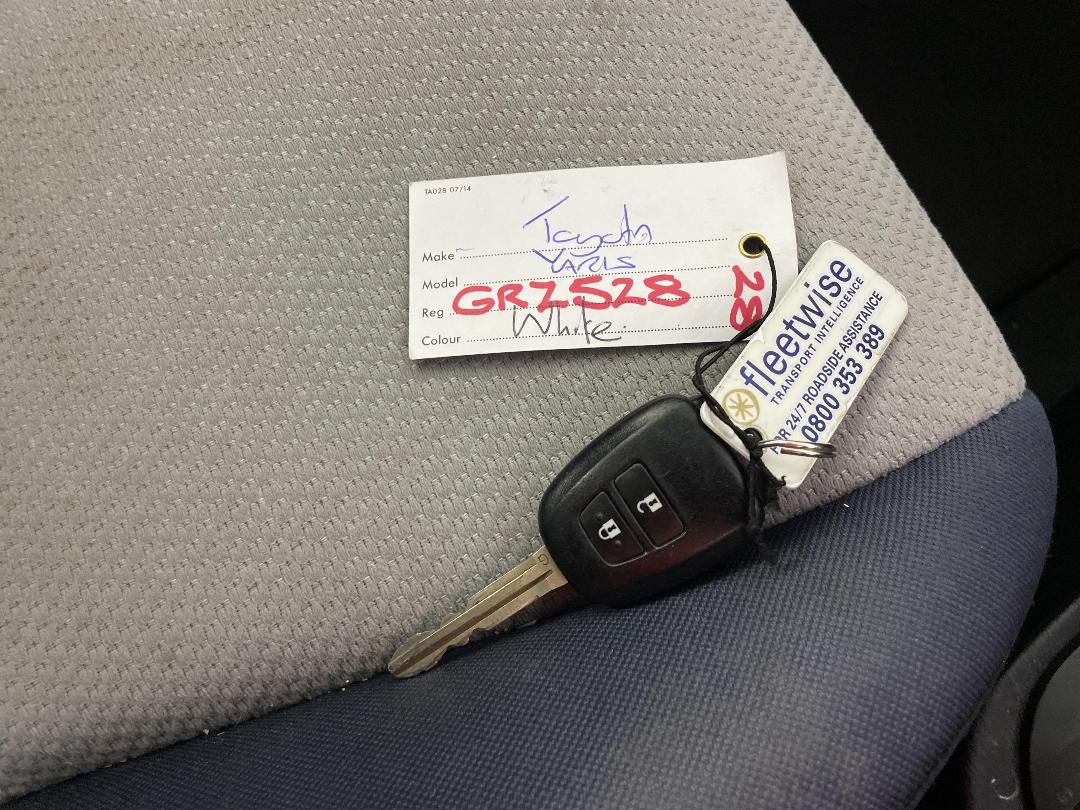 TA028 07/14
Make Toyota
Model YARIS
Reg GRZ528
Colour White.
28
fleetwise
TRANSPORT INTELLIGENCE
FOR 24/7 ROADSIDE ASSISTANCE
0800 353 389